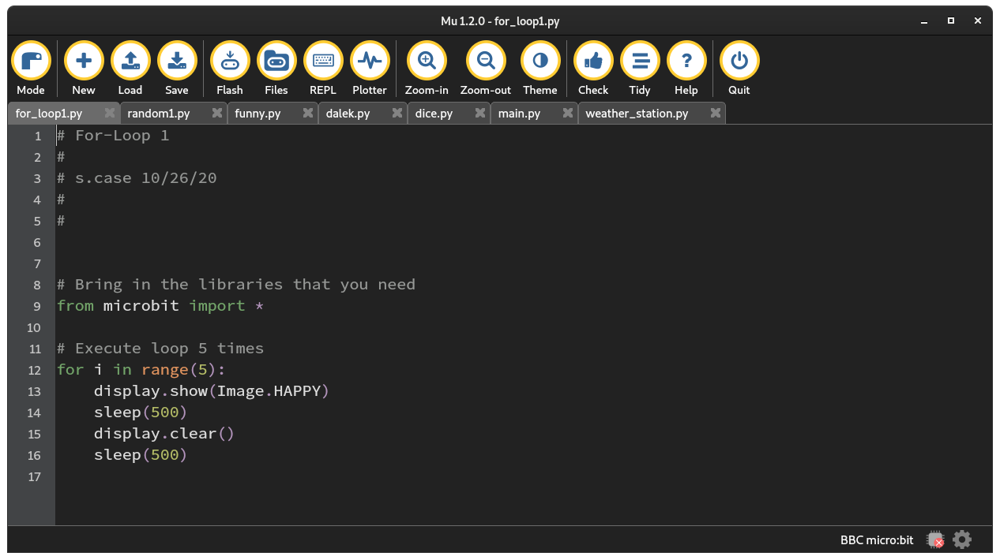 Mu 1.2.0 - for_loop1.py
Mode New Load Save Flash Files REPL Plotter Zoom-in Zoom-out Theme Check Tidy Help Quit
for_loop1.py random1.py funny.py dalek.py dice.py main.py weather_station.py
1 # For-Loop 1
2 #
3 # s.case 10/26/20
4 #
5 #
6
7
8 # Bring in the libraries that you need
9 from microbit import *
10
11 # Execute loop 5 times
12 for i in range(5):
13     display.show(Image.HAPPY)
14     sleep(500)
15     display.clear()
16     sleep(500)
17
BBC micro:bit